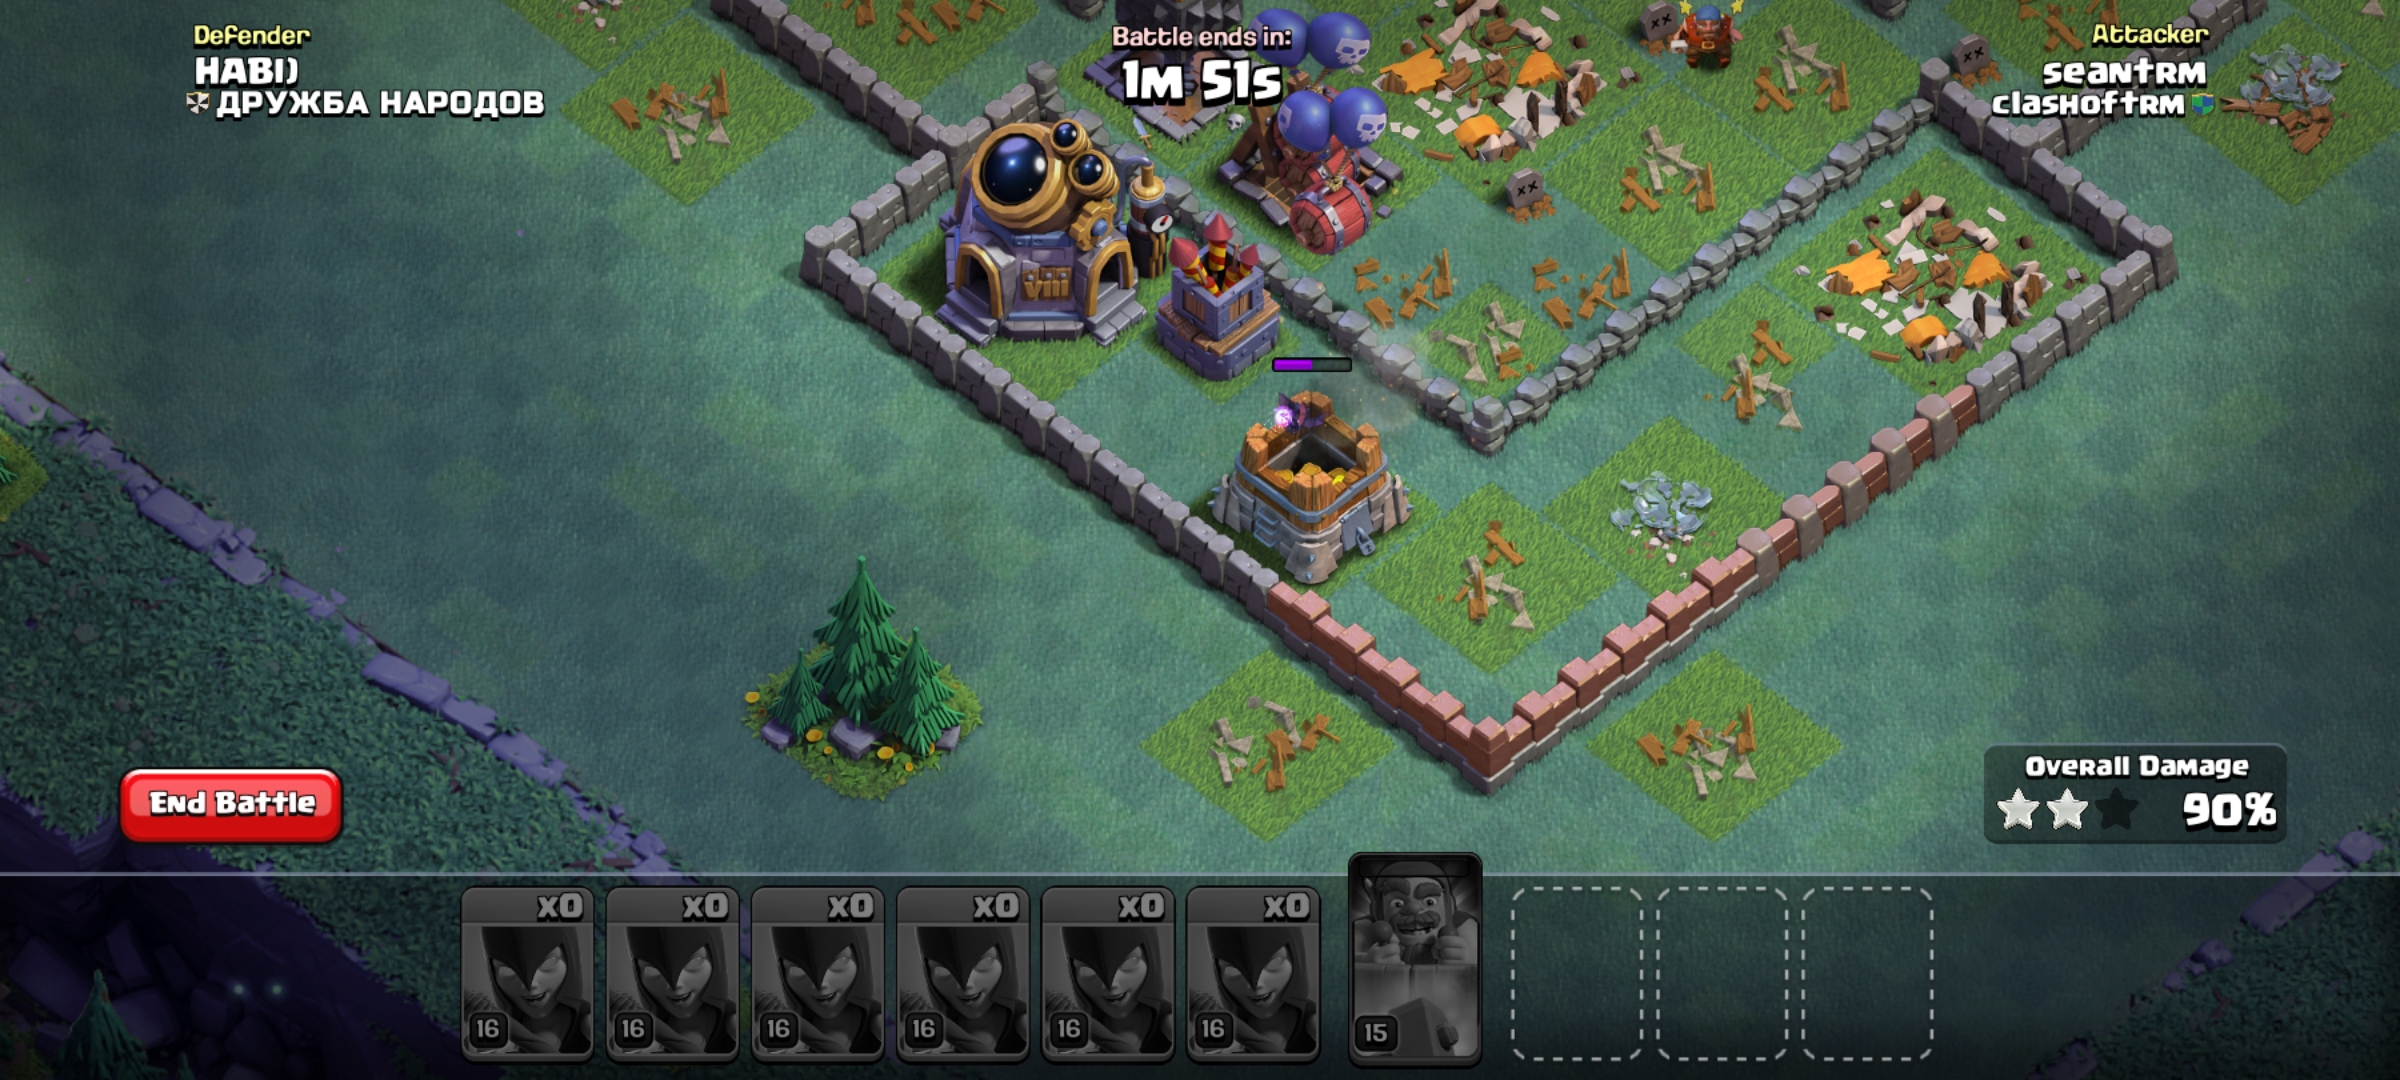 Defender
HABI)
ДРУЖБА НАРОДОВ
Battle ends in:
1M 51s
Attacker
seantRM
clashoftRM
VIII
End Battle
Overall Damage
90%
x0 x0 x0 x0 x0 x0
16 16 16 16 16 16 15